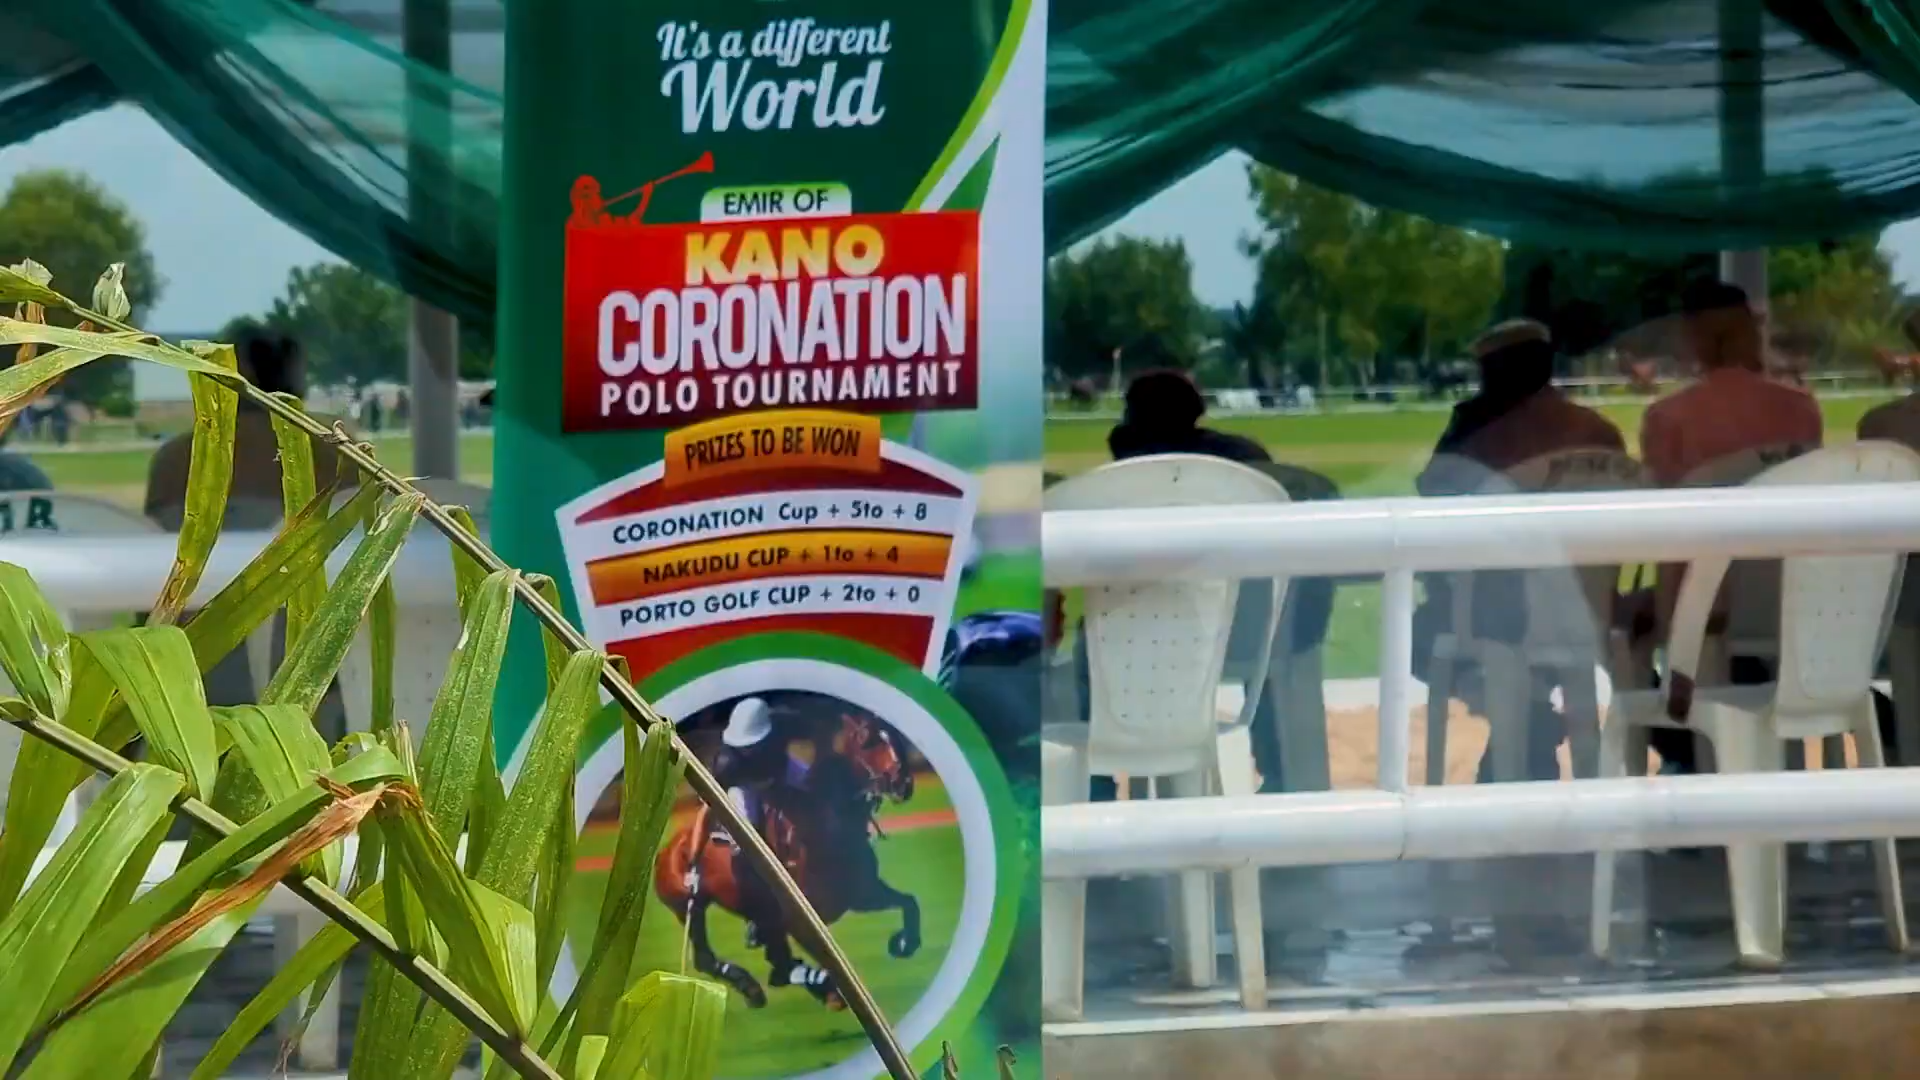 It's a different
World
EMIR OF
KANO
CORONATION
POLO TOURNAMENT
PRIZES TO BE WON
CORONATION Cup + 5to + 8
NAKUDU CUP + 1to + 4
PORTO GOLF CUP + 2to + 0